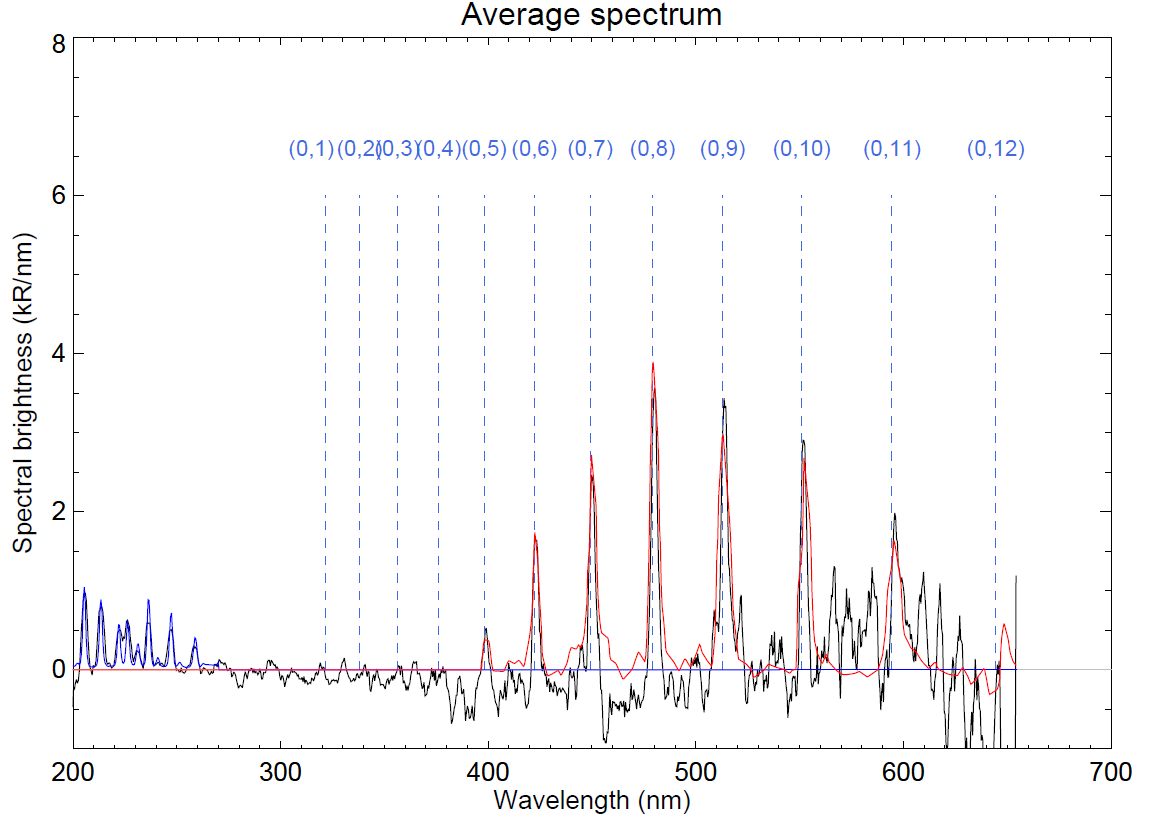 Average spectrum
8
(0,1) (0,2) (0,3) (0,4) (0,5) (0,6) (0,7) (0,8) (0,9) (0,10) (0,11) (0,12)
6
4
2
0
Spectral brightness (kR/nm)
200 300 400 500 600 700
Wavelength (nm)